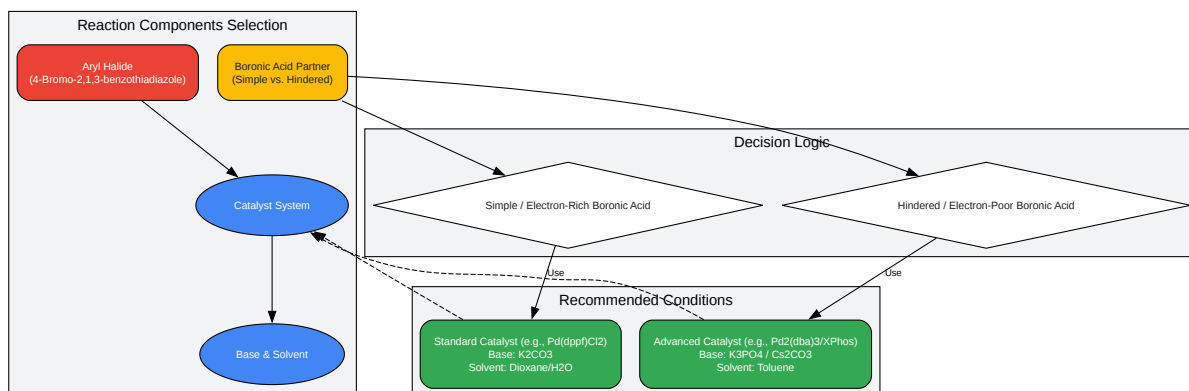 Reaction Components Selection
Aryl Halide
(4-Bromo-2,1,3-benzothiadiazole)
Boronic Acid Partner
(Simple vs. Hindered)
Decision Logic
Catalyst System
Simple / Electron-Rich Boronic Acid
Hindered / Electron-Poor Boronic Acid
Use
Use
Recommended Conditions
Base & Solvent
Standard Catalyst (e.g., Pd(dppf)Cl2)
Base: K2CO3
Solvent: Dioxane/H2O
Advanced Catalyst (e.g., Pd2(dba)3/XPhos)
Base: K3PO4 / Cs2CO3
Solvent: Toluene